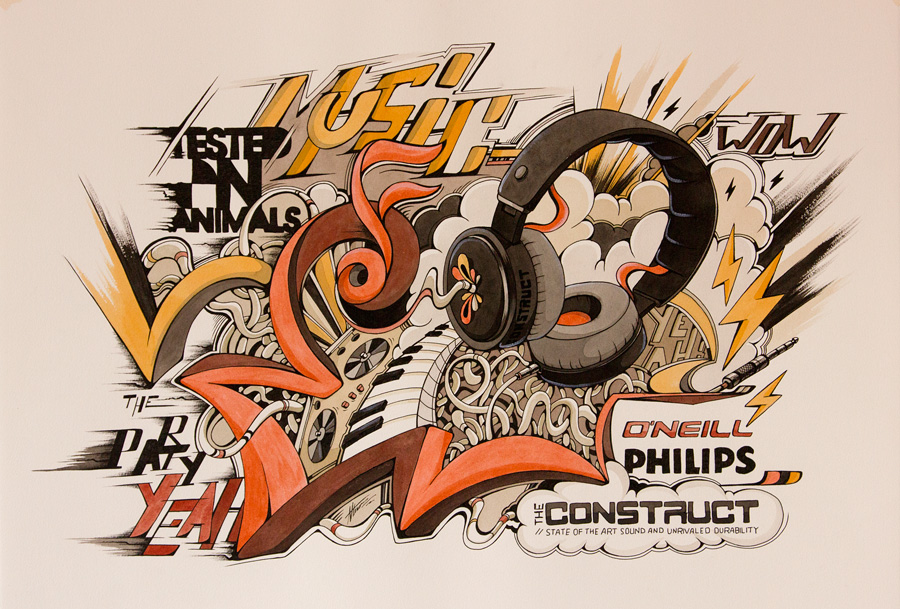 MUSIC
TESTED
ON
ANIMALS
WOW
CONSTRUCT
YEAH
THE
PARTY
YEAH
O'NEILL
PHILIPS
THE CONSTRUCT
// STATE OF THE ART SOUND AND UNRIVALED DURABILITY